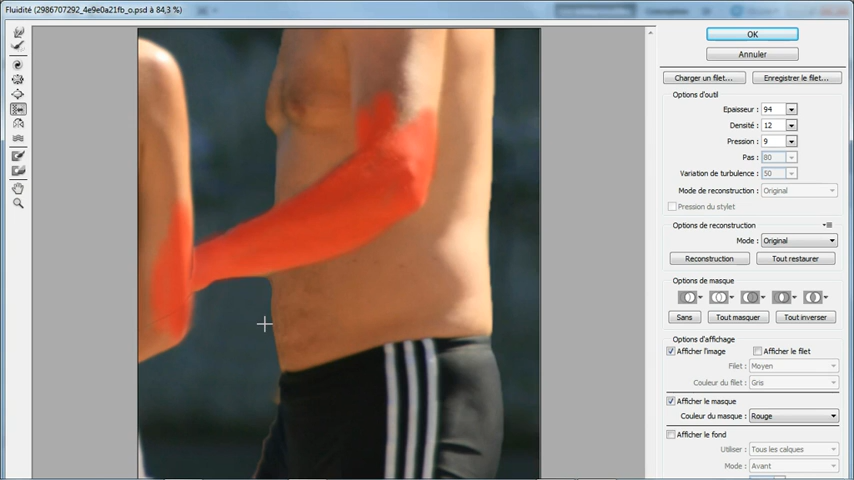 Fluidité (2986707292_4e9e0a21fb_o.psd à 84,3 %)
OK
Annuler
Charger un filet... Enregistrer le filet...
Options d'outil
Epaisseur : 94
Densité : 12
Pression : 9
Pas : 80
Variation de turbulence : 50
Mode de reconstruction : Original
Pression du stylet
Options de reconstruction
Mode : Original
Reconstruction Tout restaurer
Options de masque
Sans Tout masquer Tout inverser
Options d'affichage
Afficher l'image Afficher le filet
Filet : Moyen
Couleur du filet : Gris
Afficher le masque
Couleur du masque : Rouge
Afficher le fond
Utiliser : Tous les calques
Mode : Avant